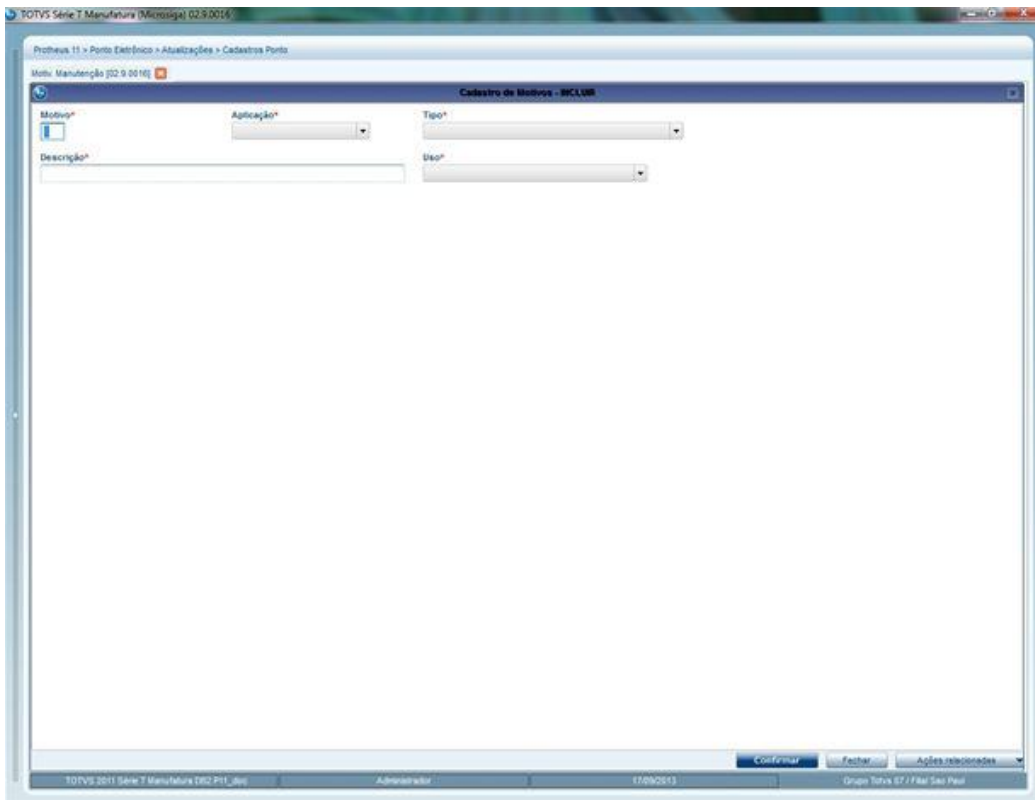 TOTVS Série T Manufatura (Microsiga) 02.9.0016
Protheus 11 > Ponto Eletrônico > Atualizações > Cadastros Ponto
Motiv. Manutenção [02.9.0016]
Cadastro de Motivos - INCLUIR
Motivo* Aplicação* Tipo*
Descrição* Uso*
Confirmar Fechar Ações relacionadas
TOTVS 2011 Série T Manufatura DB2 P11_doc Administrador 17/09/2013 Grupo Totvs 07 / Filial Sao Paul